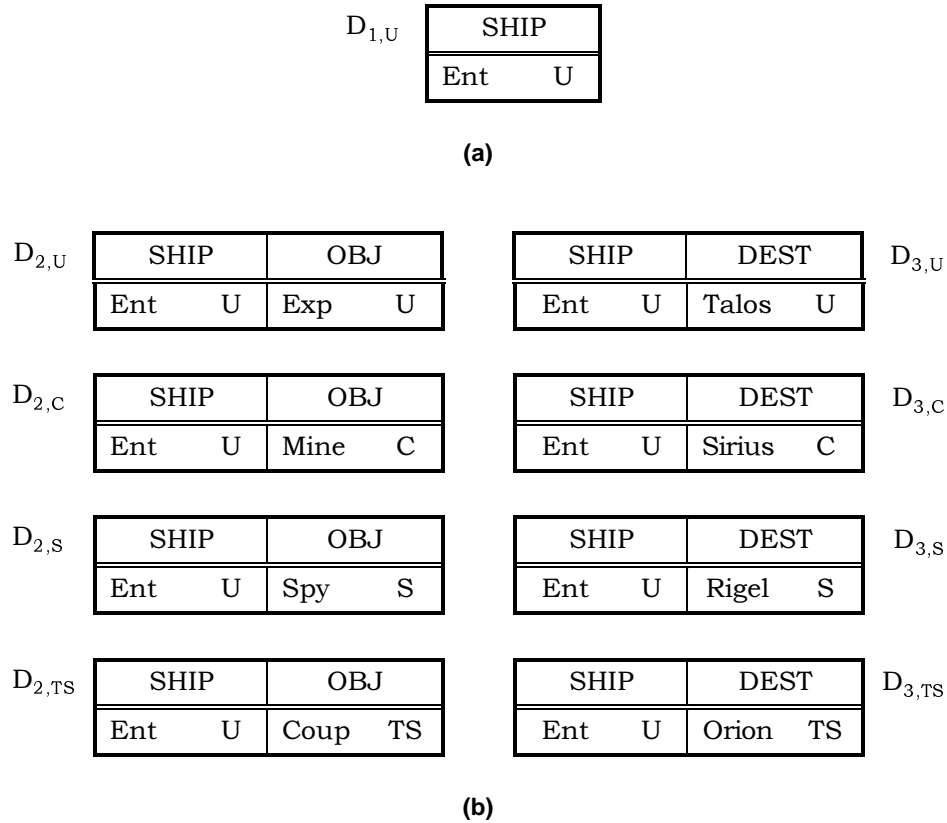 D1,U SHIP
Ent U
(a)
D2,U SHIP OBJ SHIP DEST D3,U
Ent U Exp U Ent U Talos U
D2,C SHIP OBJ SHIP DEST D3,C
Ent U Mine C Ent U Sirius C
D2,S SHIP OBJ SHIP DEST D3,S
Ent U Spy S Ent U Rigel S
D2,TS SHIP OBJ SHIP DEST D3,TS
Ent U Coup TS Ent U Orion TS
(b)